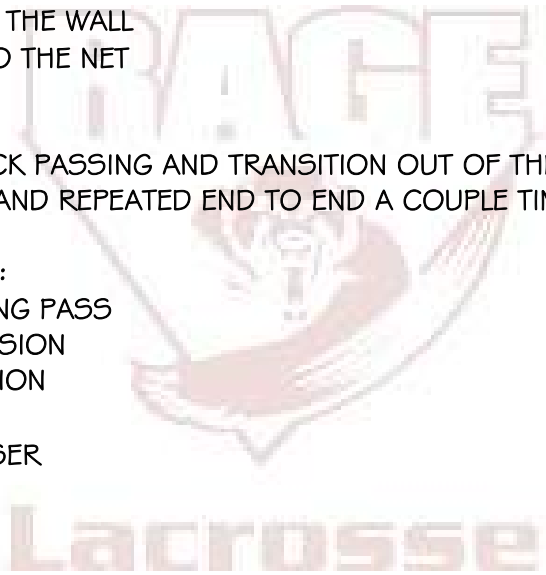 RAGE
THE WALL
O THE NET
CK PASSING AND TRANSITION OUT OF THE
AND REPEATED END TO END A COUPLE TIM
:
NG PASS
SION
ION
SER
Lacrosse